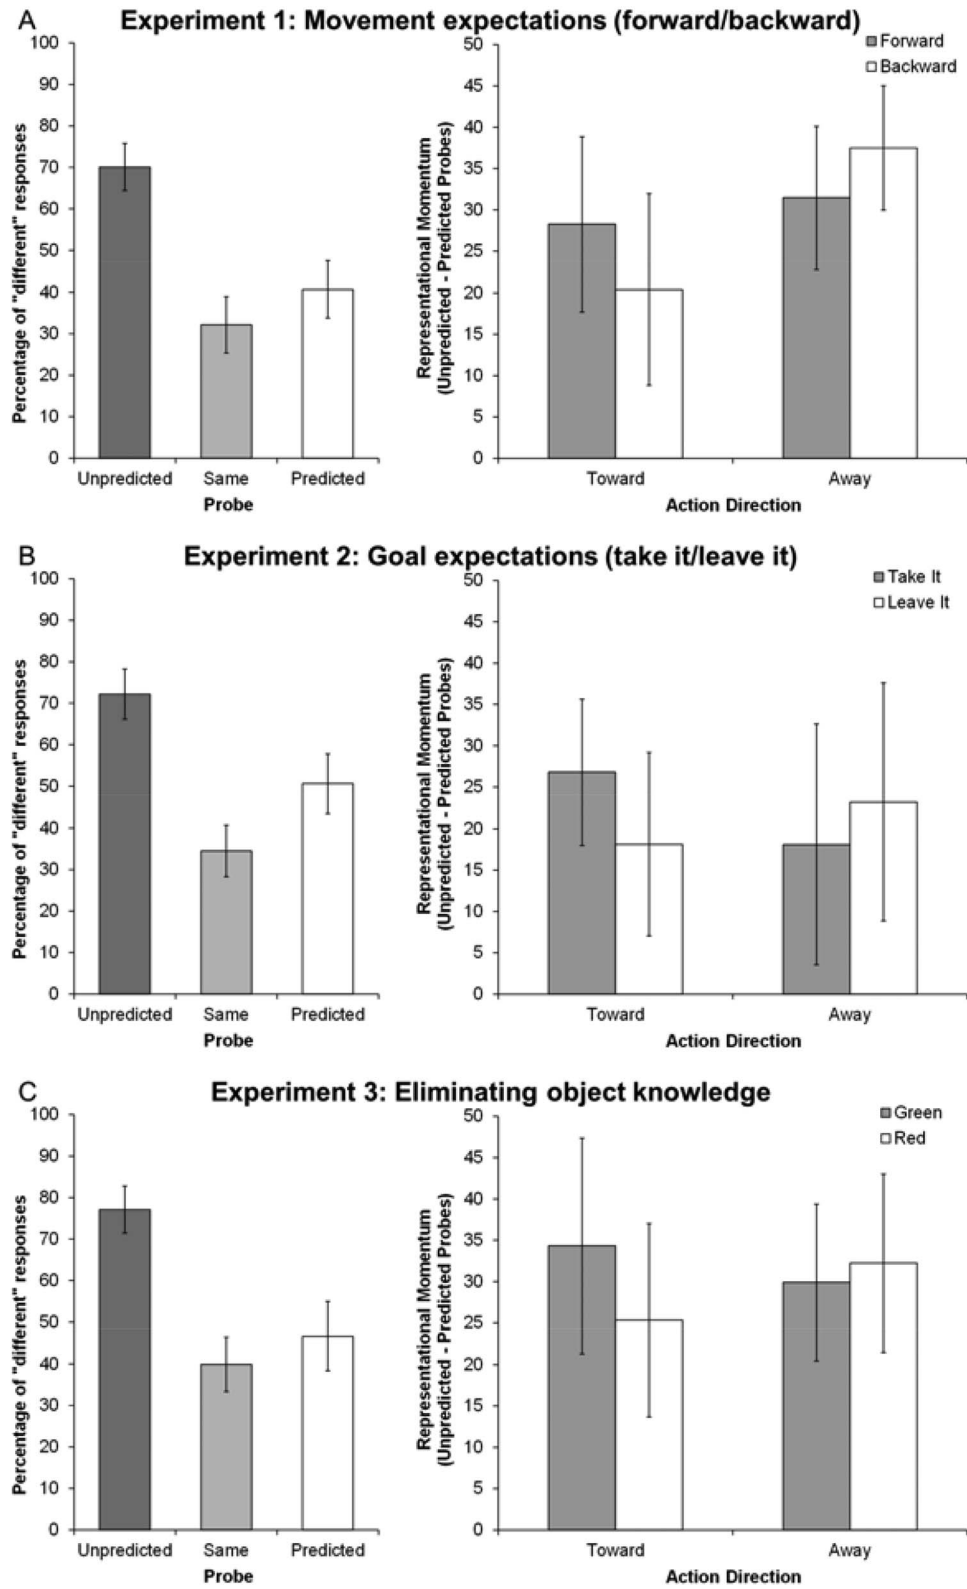 A
Experiment 1: Movement expectations (forward/backward)
Percentage of "different" responses
100
90
80
70
60
50
40
30
20
10
0
Unpredicted Same Predicted
Probe
Representational Momentum
(Unpredicted - Predicted Probes)
50
45
40
35
30
25
20
15
10
5
0
Forward
Backward
Toward Away
Action Direction
B
Experiment 2: Goal expectations (take it/leave it)
Percentage of "different" responses
100
90
80
70
60
50
40
30
20
10
0
Unpredicted Same Predicted
Probe
Representational Momentum
(Unpredicted - Predicted Probes)
50
45
40
35
30
25
20
15
10
5
0
Take It
Leave It
Toward Away
Action Direction
C
Experiment 3: Eliminating object knowledge
Percentage of "different" responses
100
90
80
70
60
50
40
30
20
10
0
Unpredicted Same Predicted
Probe
Representational Momentum
(Unpredicted - Predicted Probes)
50
45
40
35
30
25
20
15
10
5
0
Green
Red
Toward Away
Action Direction